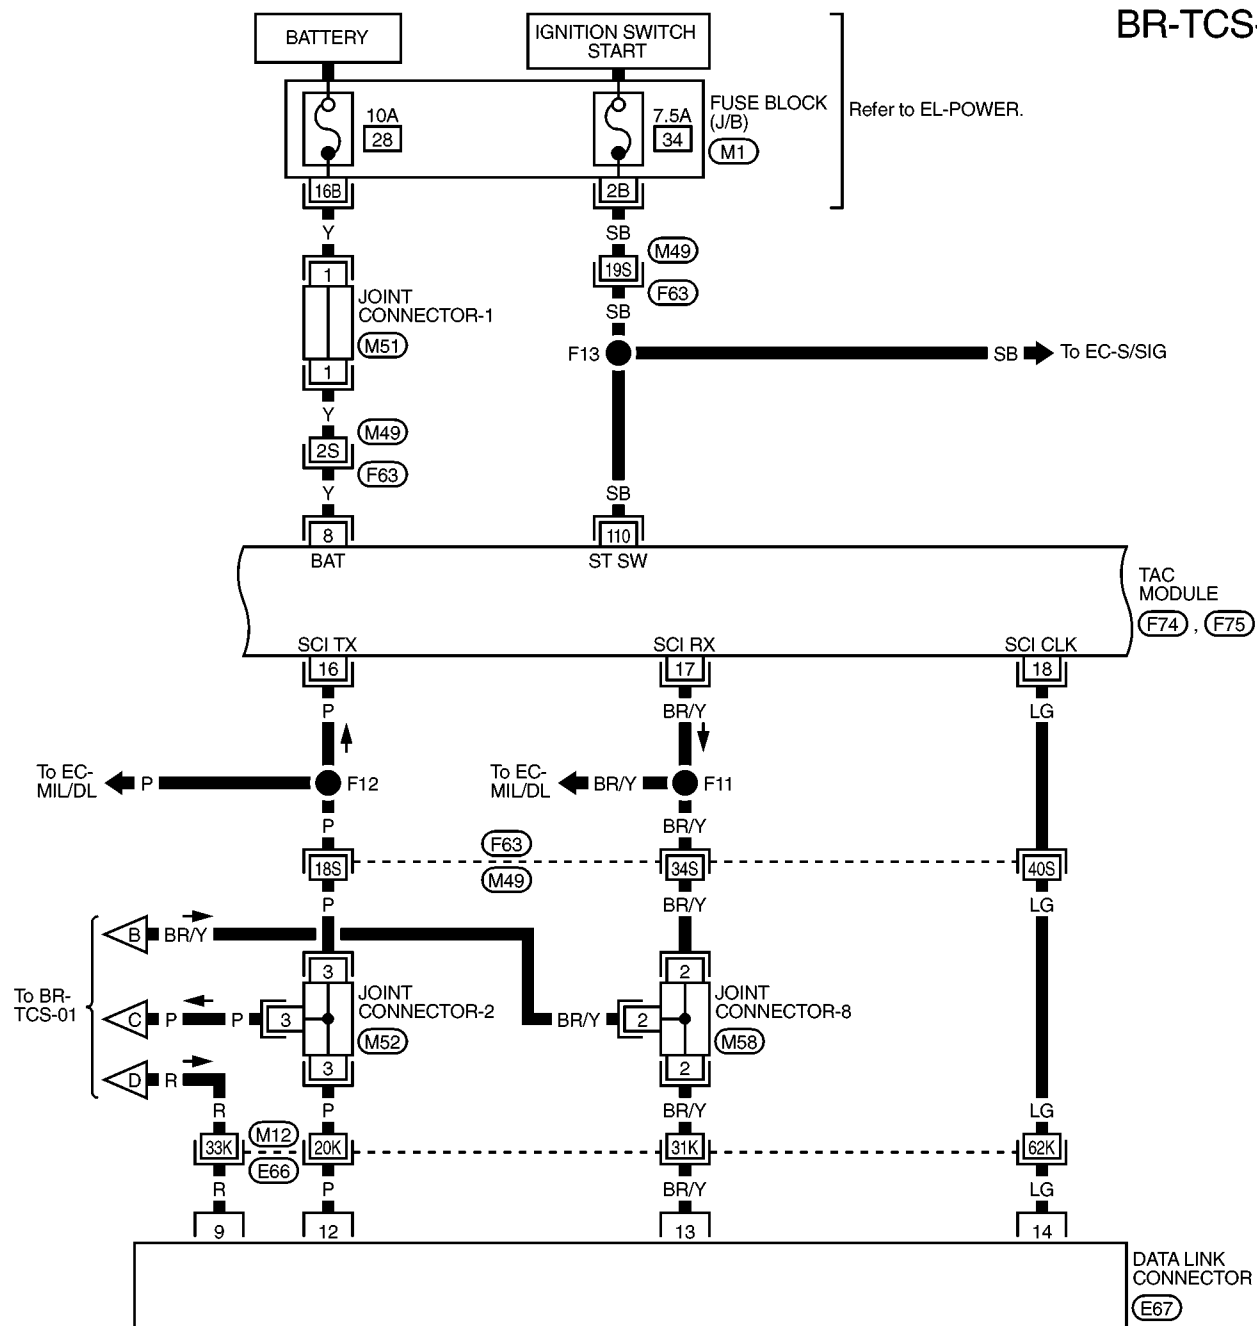 BR-TCS-
BATTERY
IGNITION SWITCH
START
10A
28
7.5A
34
FUSE BLOCK
(J/B)
M1
Refer to EL-POWER.
16B
2B
Y
SB
M49
1
19S
F63
JOINT
CONNECTOR-1
M51
SB
F13
SB
To EC-S/SIG
1
Y
M49
2S
F63
Y
SB
8
110
BAT
ST SW
TAC
MODULE
F74 , F75
SCI TX
SCI RX
SCI CLK
16
17
18
P
BR/Y
LG
To EC-
MIL/DL
P
F12
To EC-
MIL/DL
BR/Y
F11
P
BR/Y
F63
18S
34S
40S
M49
P
BR/Y
LG
To BR-
TCS-01
B
BR/Y
3
2
JOINT
CONNECTOR-2
M52
JOINT
CONNECTOR-8
M58
C
P
P
3
BR/Y
2
3
2
D
R
R
P
BR/Y
LG
33K
M12
20K
31K
62K
E66
R
P
BR/Y
LG
9
12
13
14
DATA LINK
CONNECTOR
E67